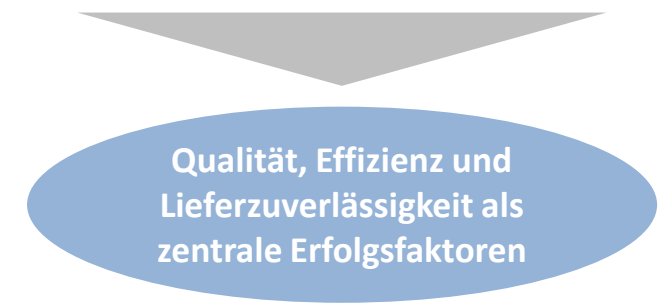 Qualität, Effizienz und
Lieferzuverlässigkeit als
zentrale Erfolgsfaktoren